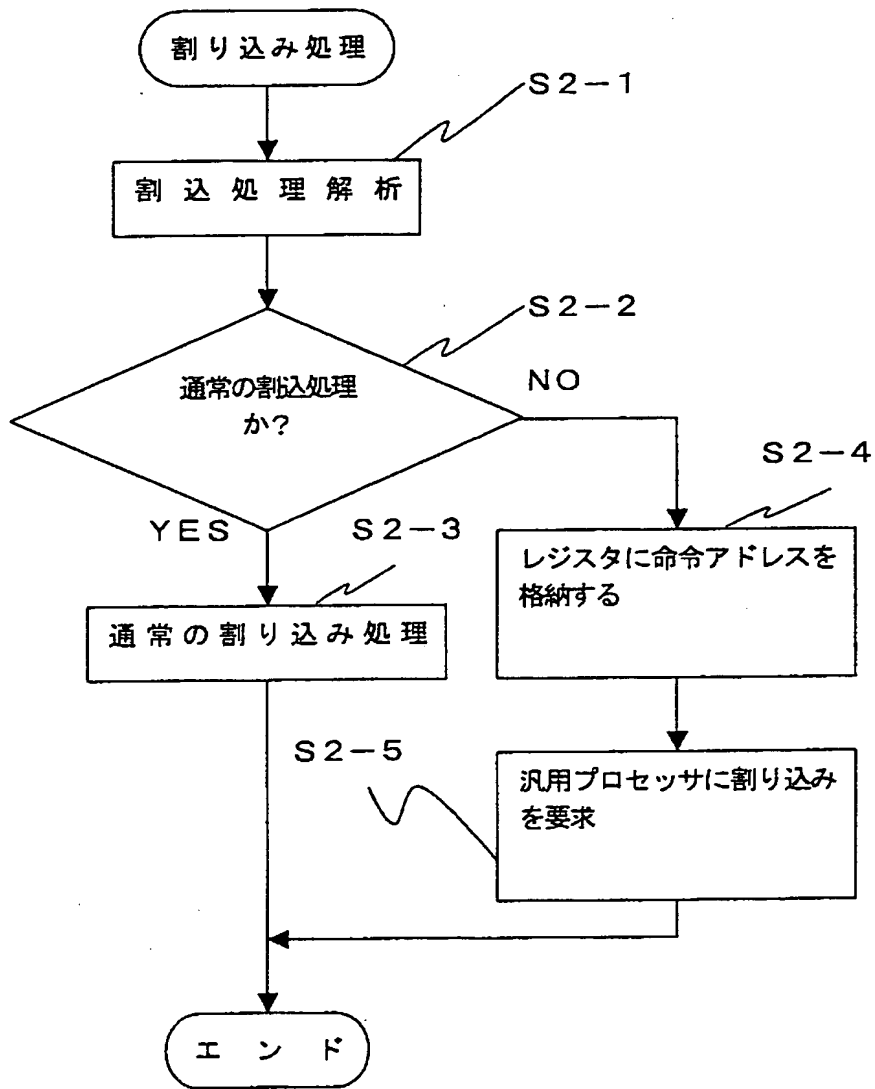 割り込み処理
S2-1
割込処理解析
S2-2
通常の割込処理
か?
NO
S2-4
YES
S2-3
レジスタに命令アドレスを
格納する
通常の割り込み処理
S2-5
汎用プロセッサに割り込み
を要求
エンド